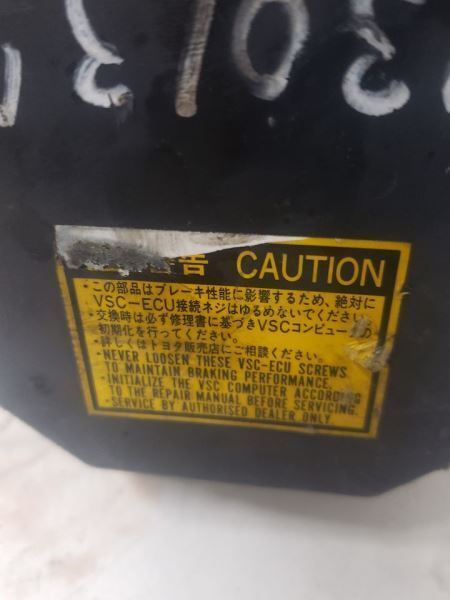 警告 CAUTION
・この部品はブレーキ性能に影響するため、絶対に
VSC-ECU接続ネジはゆるめないでください。
・交換時は必ず修理書に基づきVSCコンピュータの
初期化を行ってください。
・詳しくはトヨタ販売店にご相談ください。
・NEVER LOOSEN THESE VSC-ECU SCREWS
TO MAINTAIN BRAKING PERFORMANCE.
・INITIALIZE THE VSC COMPUTER ACCORDING
TO THE REPAIR MANUAL BEFORE SERVICING.
・SERVICE BY AUTHORISED DEALER ONLY.